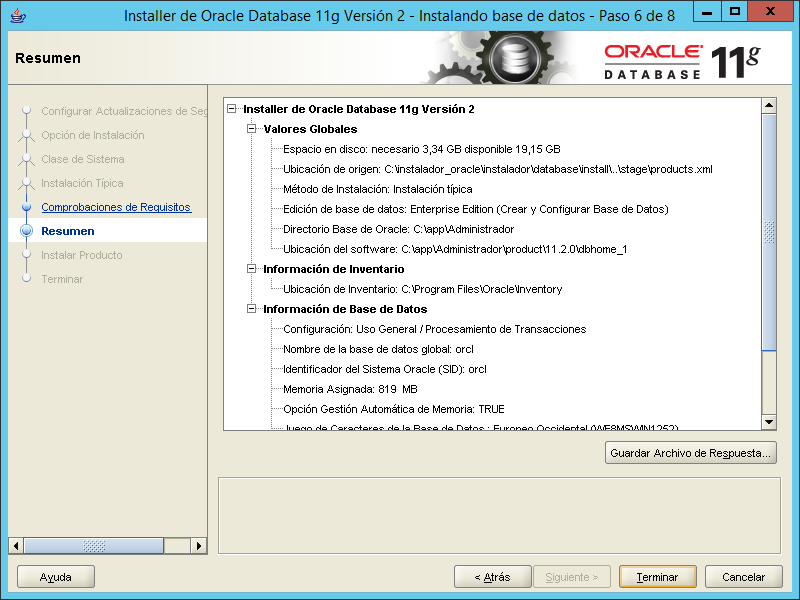 Installer de Oracle Database 11g Versión 2 - Instalando base de datos - Paso 6 de 8
Resumen
ORACLE
DATABASE 11g
Configurar Actualizaciones de Seg
Opción de Instalación
Clase de Sistema
Instalación Típica
Comprobaciones de Requisitos
Resumen
Instalar Producto
Terminar
Installer de Oracle Database 11g Versión 2
Valores Globales
Espacio en disco: necesario 3,34 GB disponible 19,15 GB
Ubicación de origen: C:\instalador_oracle\instalador\database\install\..\stage\products.xml
Método de Instalación: Instalación típica
Edición de base de datos: Enterprise Edition (Crear y Configurar Base de Datos)
Directorio Base de Oracle: C:\app\Administrador
Ubicación del software: C:\app\Administrador\product\11.2.0\dbhome_1
Información de Inventario
Ubicación de Inventario: C:\Program Files\Oracle\Inventory
Información de Base de Datos
Configuración: Uso General / Procesamiento de Transacciones
Nombre de la base de datos global: orcl
Identificador del Sistema Oracle (SID): orcl
Memoria Asignada: 819 MB
Opción Gestión Automática de Memoria: TRUE
Juego de Caracteres de la Base de Datos : Europeo Occidental (WE8MSWIN1252)
Guardar Archivo de Respuesta...
Ayuda
< Atrás
Siguiente >
Terminar
Cancelar